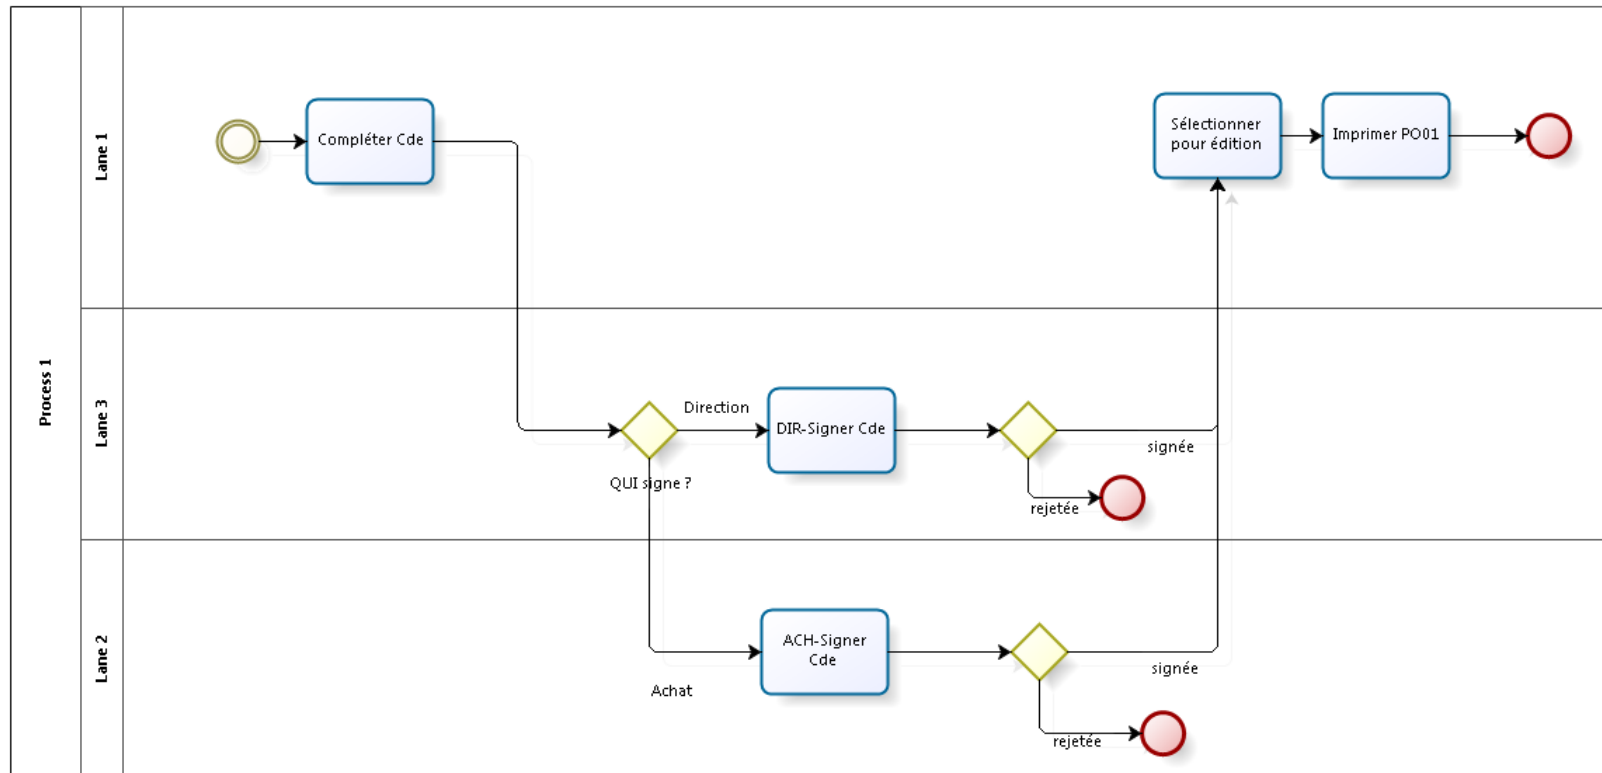 Process 1
Lane 1
Compléter Cde
Sélectionner
pour édition
Imprimer PO01
Lane 3
Direction
DIR-Signer Cde
QUI signe ?
signée
rejetée
Lane 2
ACH-Signer
Cde
Achat
signée
rejetée